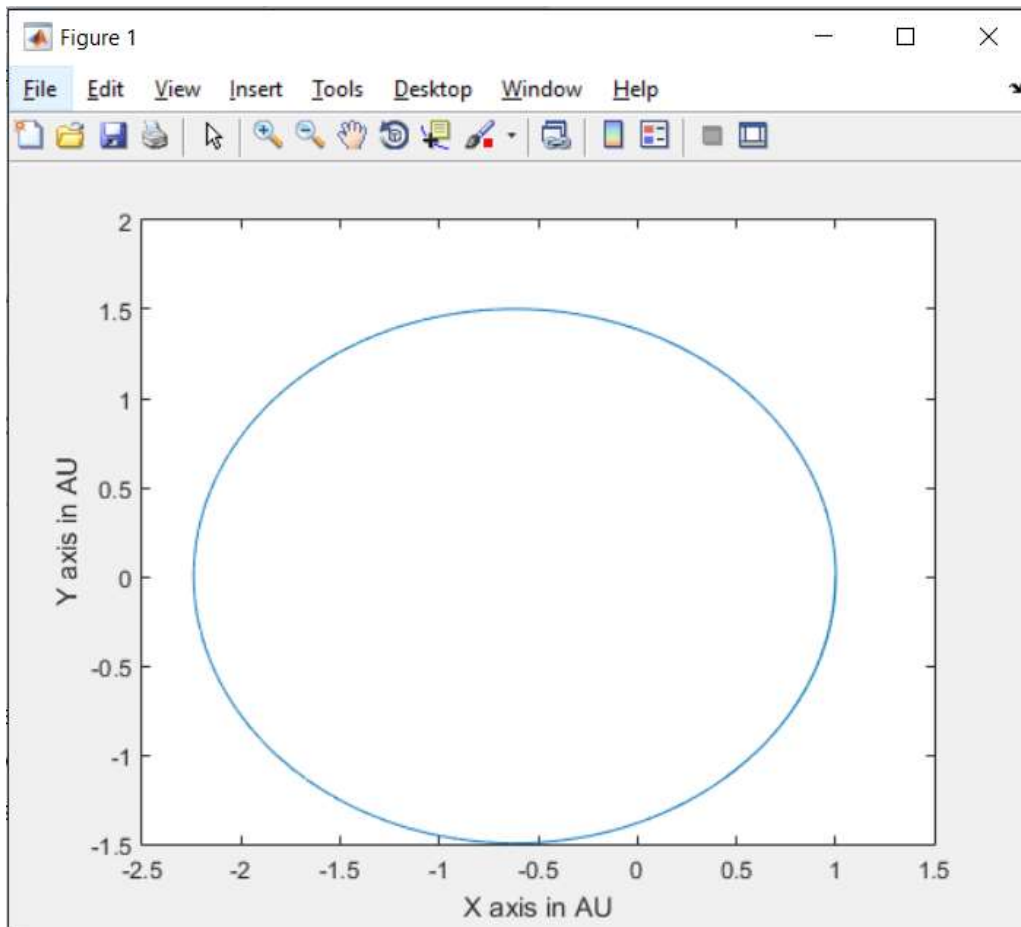 Figure 1
File Edit View Insert Tools Desktop Window Help
2
1.5
1
0.5
0
-0.5
-1
-1.5
Y axis in AU
-2.5 -2 -1.5 -1 -0.5 0 0.5 1 1.5
X axis in AU